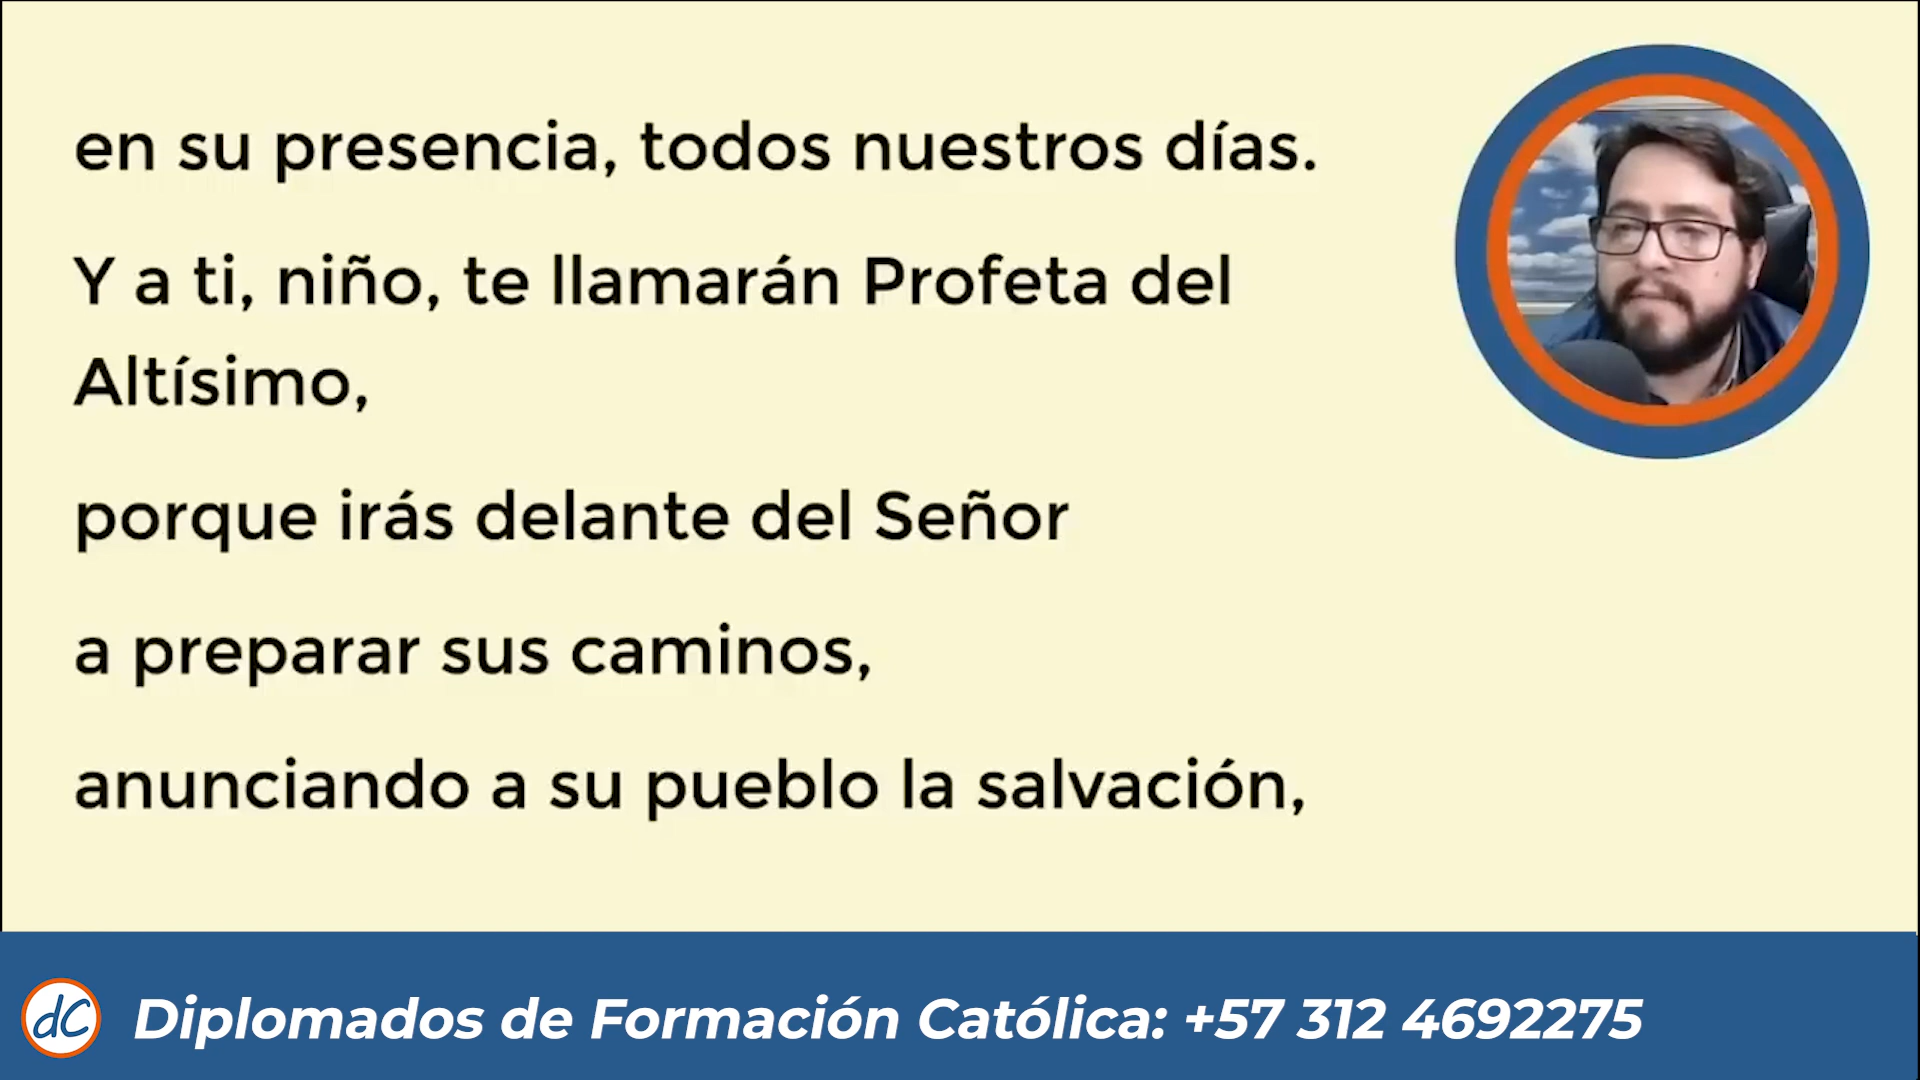 en su presencia, todos nuestros días.
Y a ti, niño, te llamarán Profeta del
Altísimo,
porque irás delante del Señor
a preparar sus caminos,
anunciando a su pueblo la salvación,
dC Diplomados de Formación Católica: +57 312 4692275